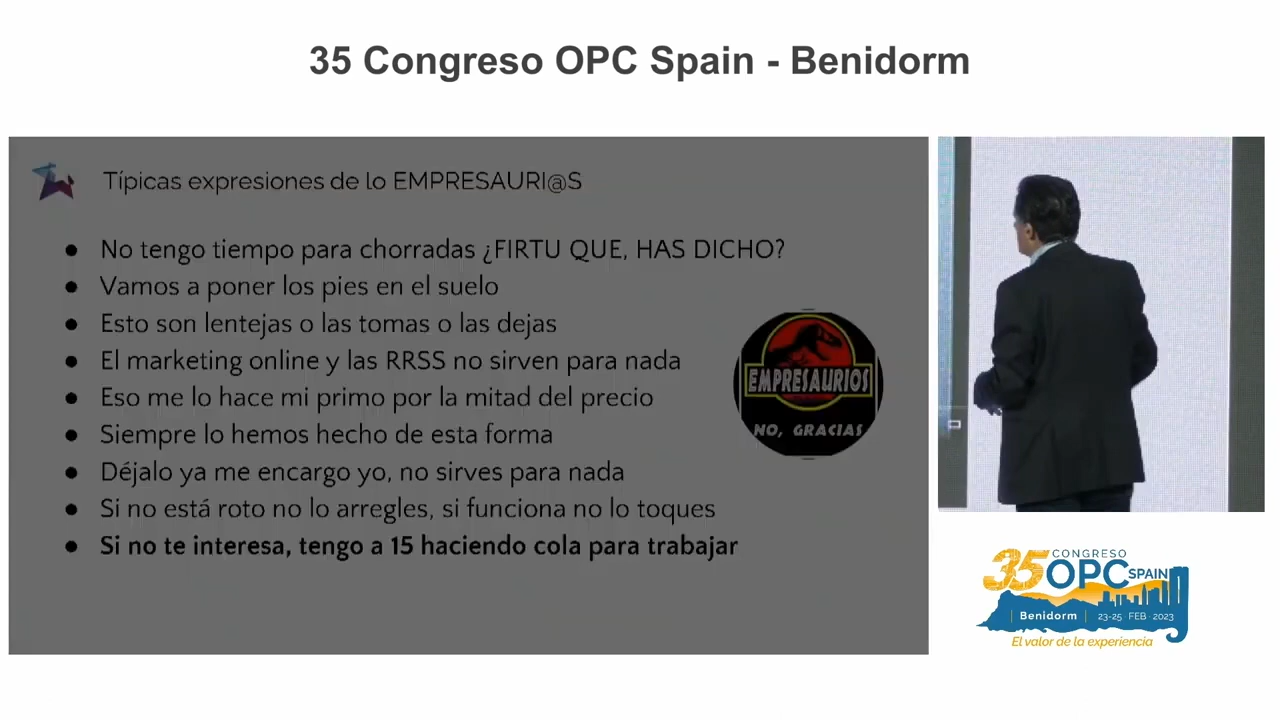 35 Congreso OPC Spain - Benidorm
Típicas expresiones de lo EMPRESAURI@S
● No tengo tiempo para chorradas ¿FIRTU QUE, HAS DICHO?
● Vamos a poner los pies en el suelo
● Esto son lentejas o las tomas o las dejas
● El marketing online y las RRSS no sirven para nada
● Eso me lo hace mi primo por la mitad del precio
● Siempre lo hemos hecho de esta forma
● Déjalo ya me encargo yo, no sirves para nada
● Si no está roto no lo arregles, si funciona no lo toques
● Si no te interesa, tengo a 15 haciendo cola para trabajar
EMPRESAURIOS
NO, GRACIAS
35 CONGRESO
OPC SPAIN
Benidorm | 23-25 FEB · 2023
El valor de la experiencia